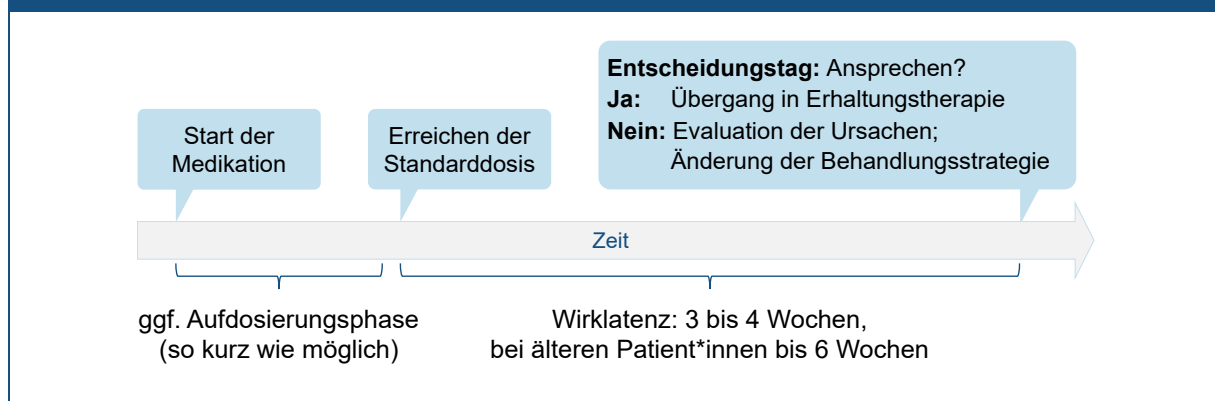 Start der
Medikation
Erreichen der
Standarddosis
Entscheidungstag: Ansprechen?
Ja: Übergang in Erhaltungstherapie
Nein: Evaluation der Ursachen;
Änderung der Behandlungsstrategie
Zeit
ggf. Aufdosierungsphase
(so kurz wie möglich)
Wirklatenz: 3 bis 4 Wochen,
bei älteren Patient*innen bis 6 Wochen